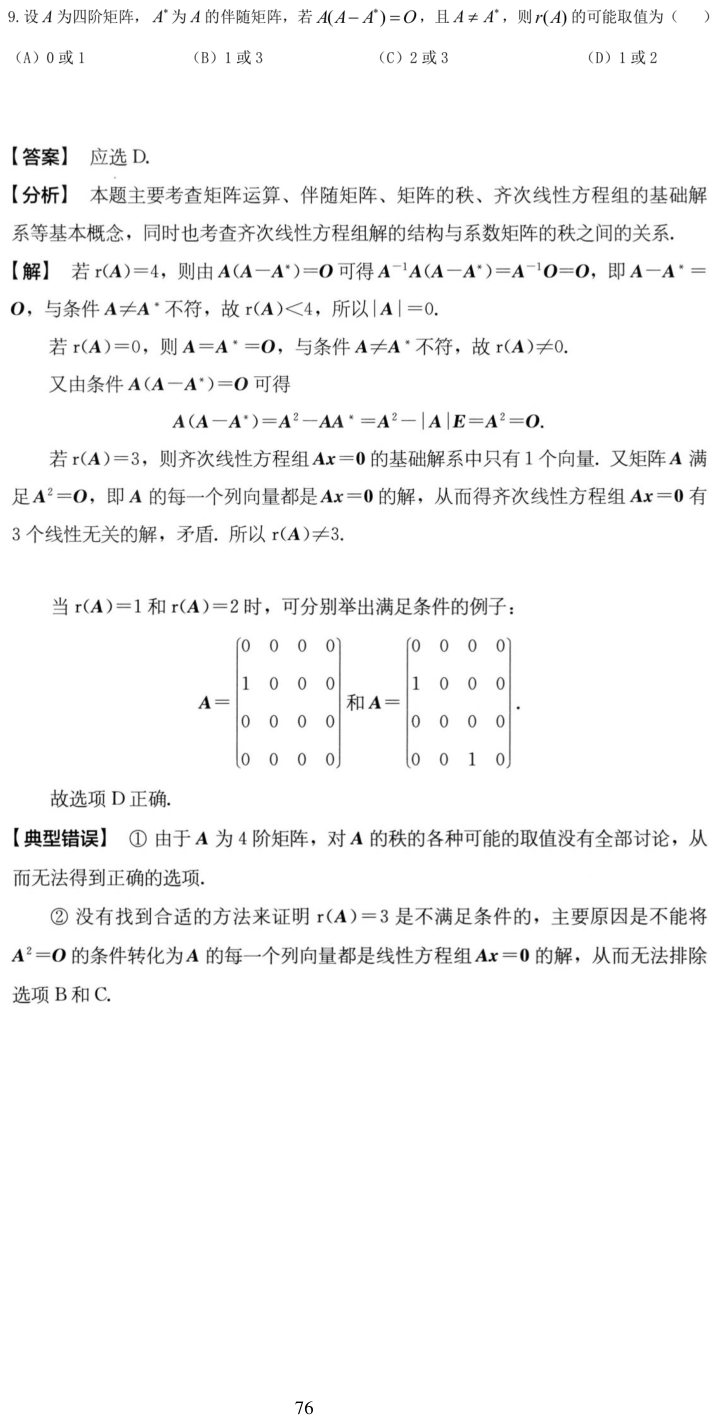 9. 设 A 为四阶矩阵, A* 为 A 的伴随矩阵, 若 A(A−A*)=O, 且 A≠A*, 则 r(A) 的可能取值为（ ）
（A）0 或 1 （B）1 或 3 （C）2 或 3 （D）1 或 2
【答案】 应选 D.
【分析】 本题主要考查矩阵运算、伴随矩阵、矩阵的秩、齐次线性方程组的基础解
系等基本概念，同时也考查齐次线性方程组解的结构与系数矩阵的秩之间的关系.
【解】 若 r(A)=4，则由 A(A−A*)=O 可得 A⁻¹A(A−A*)=A⁻¹O=O，即 A−A*=
O，与条件 A≠A* 不符，故 r(A)<4，所以|A|=0.
若 r(A)=0，则 A=A*=O，与条件 A≠A* 不符，故 r(A)≠0.
又由条件 A(A−A*)=O 可得
A(A−A*)=A²−AA*=A²−|A|E=A²=O.
若 r(A)=3，则齐次线性方程组 Ax=0 的基础解系中只有 1 个向量. 又矩阵 A 满
足 A²=O，即 A 的每一个列向量都是 Ax=0 的解，从而得齐次线性方程组 Ax=0 有
3 个线性无关的解，矛盾. 所以 r(A)≠3.
当 r(A)=1 和 r(A)=2 时，可分别举出满足条件的例子：
0 0 0 0 0 0 0 0
1 0 0 0 1 0 0 0
A= 和 A= .
0 0 0 0 0 0 0 0
0 0 0 0 0 0 1 0
故选项 D 正确.
【典型错误】 ① 由于 A 为 4 阶矩阵，对 A 的秩的各种可能的取值没有全部讨论，从
而无法得到正确的选项.
② 没有找到合适的方法来证明 r(A)=3 是不满足条件的，主要原因是不能将
A²=O 的条件转化为 A 的每一个列向量都是线性方程组 Ax=0 的解，从而无法排除
选项 B 和 C.
76